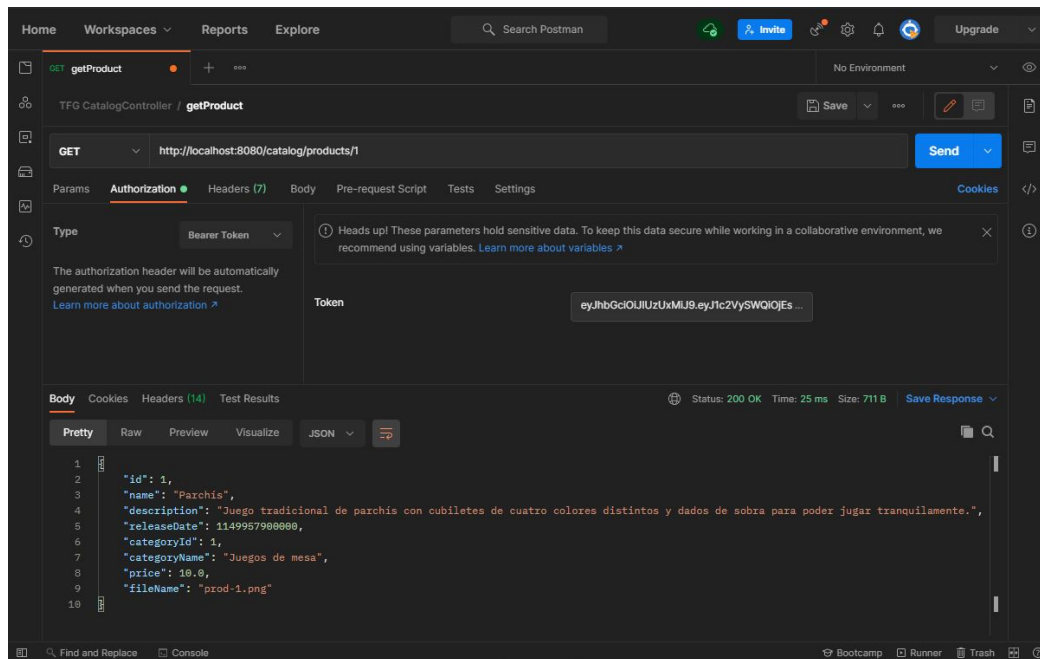 Home Workspaces Reports Explore Search Postman Invite Upgrade
GET getProduct No Environment
TFG CatalogController / getProduct Save
GET http://localhost:8080/catalog/products/1 Send
Params Authorization Headers (7) Body Pre-request Script Tests Settings Cookies
Type Bearer Token
The authorization header will be automatically
generated when you send the request.
Learn more about authorization ↗
Heads up! These parameters hold sensitive data. To keep this data secure while working in a collaborative environment, we
recommend using variables. Learn more about variables ↗
Token eyJhbGciOiJIUzUxMiJ9.eyJ1c2VySWQiOjEs ...
Body Cookies Headers (14) Test Results Status: 200 OK Time: 25 ms Size: 711 B Save Response
Pretty Raw Preview Visualize JSON
1 {
2 "id": 1,
3 "name": "Parchís",
4 "description": "Juego tradicional de parchís con cubiletes de cuatro colores distintos y dados de sobra para poder jugar tranquilamente.",
5 "releaseDate": 1149957900000,
6 "categoryId": 1,
7 "categoryName": "Juegos de mesa",
8 "price": 10.0,
9 "fileName": "prod-1.png"
10 }
Find and Replace Console Bootcamp Runner Trash